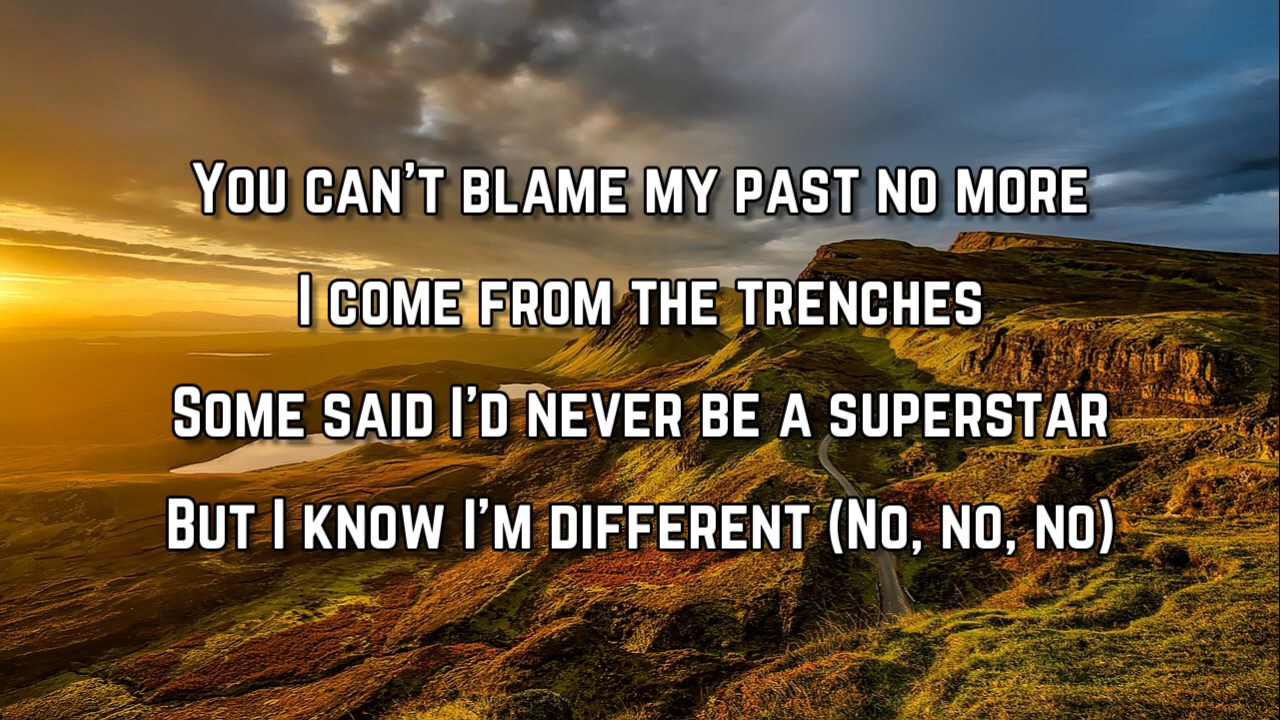 You can't blame my past no more
I come from the trenches
Some said I'd never be a superstar
But I know I'm different (No, no, no)